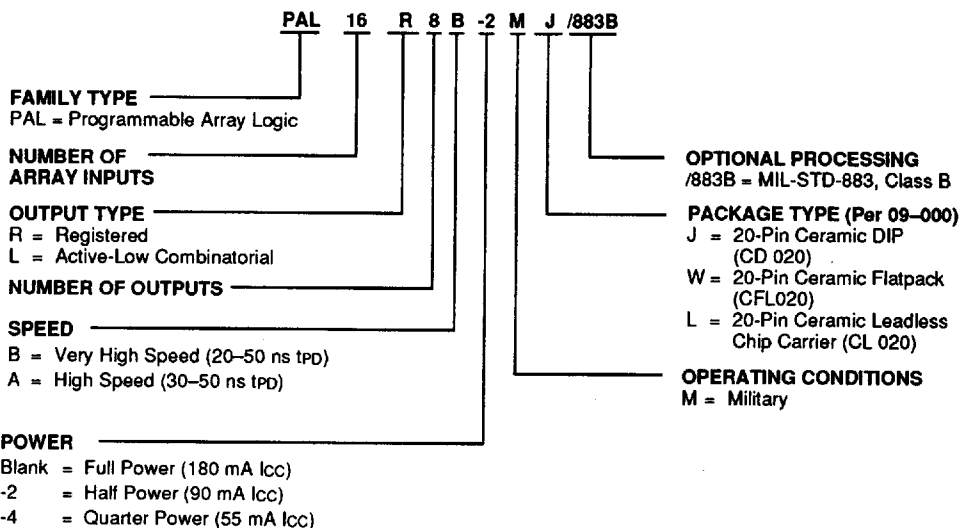 PAL 16 R 8 B -2 M J /883B
FAMILY TYPE
PAL = Programmable Array Logic
NUMBER OF
ARRAY INPUTS
OUTPUT TYPE
R = Registered
L = Active-Low Combinatorial
NUMBER OF OUTPUTS
SPEED
B = Very High Speed (20–50 ns tPD)
A = High Speed (30–50 ns tPD)
POWER
Blank = Full Power (180 mA ICC)
-2 = Half Power (90 mA ICC)
-4 = Quarter Power (55 mA ICC)
OPTIONAL PROCESSING
/883B = MIL-STD-883, Class B
PACKAGE TYPE (Per 09–000)
J = 20-Pin Ceramic DIP
(CD 020)
W = 20-Pin Ceramic Flatpack
(CFL020)
L = 20-Pin Ceramic Leadless
Chip Carrier (CL 020)
OPERATING CONDITIONS
M = Military